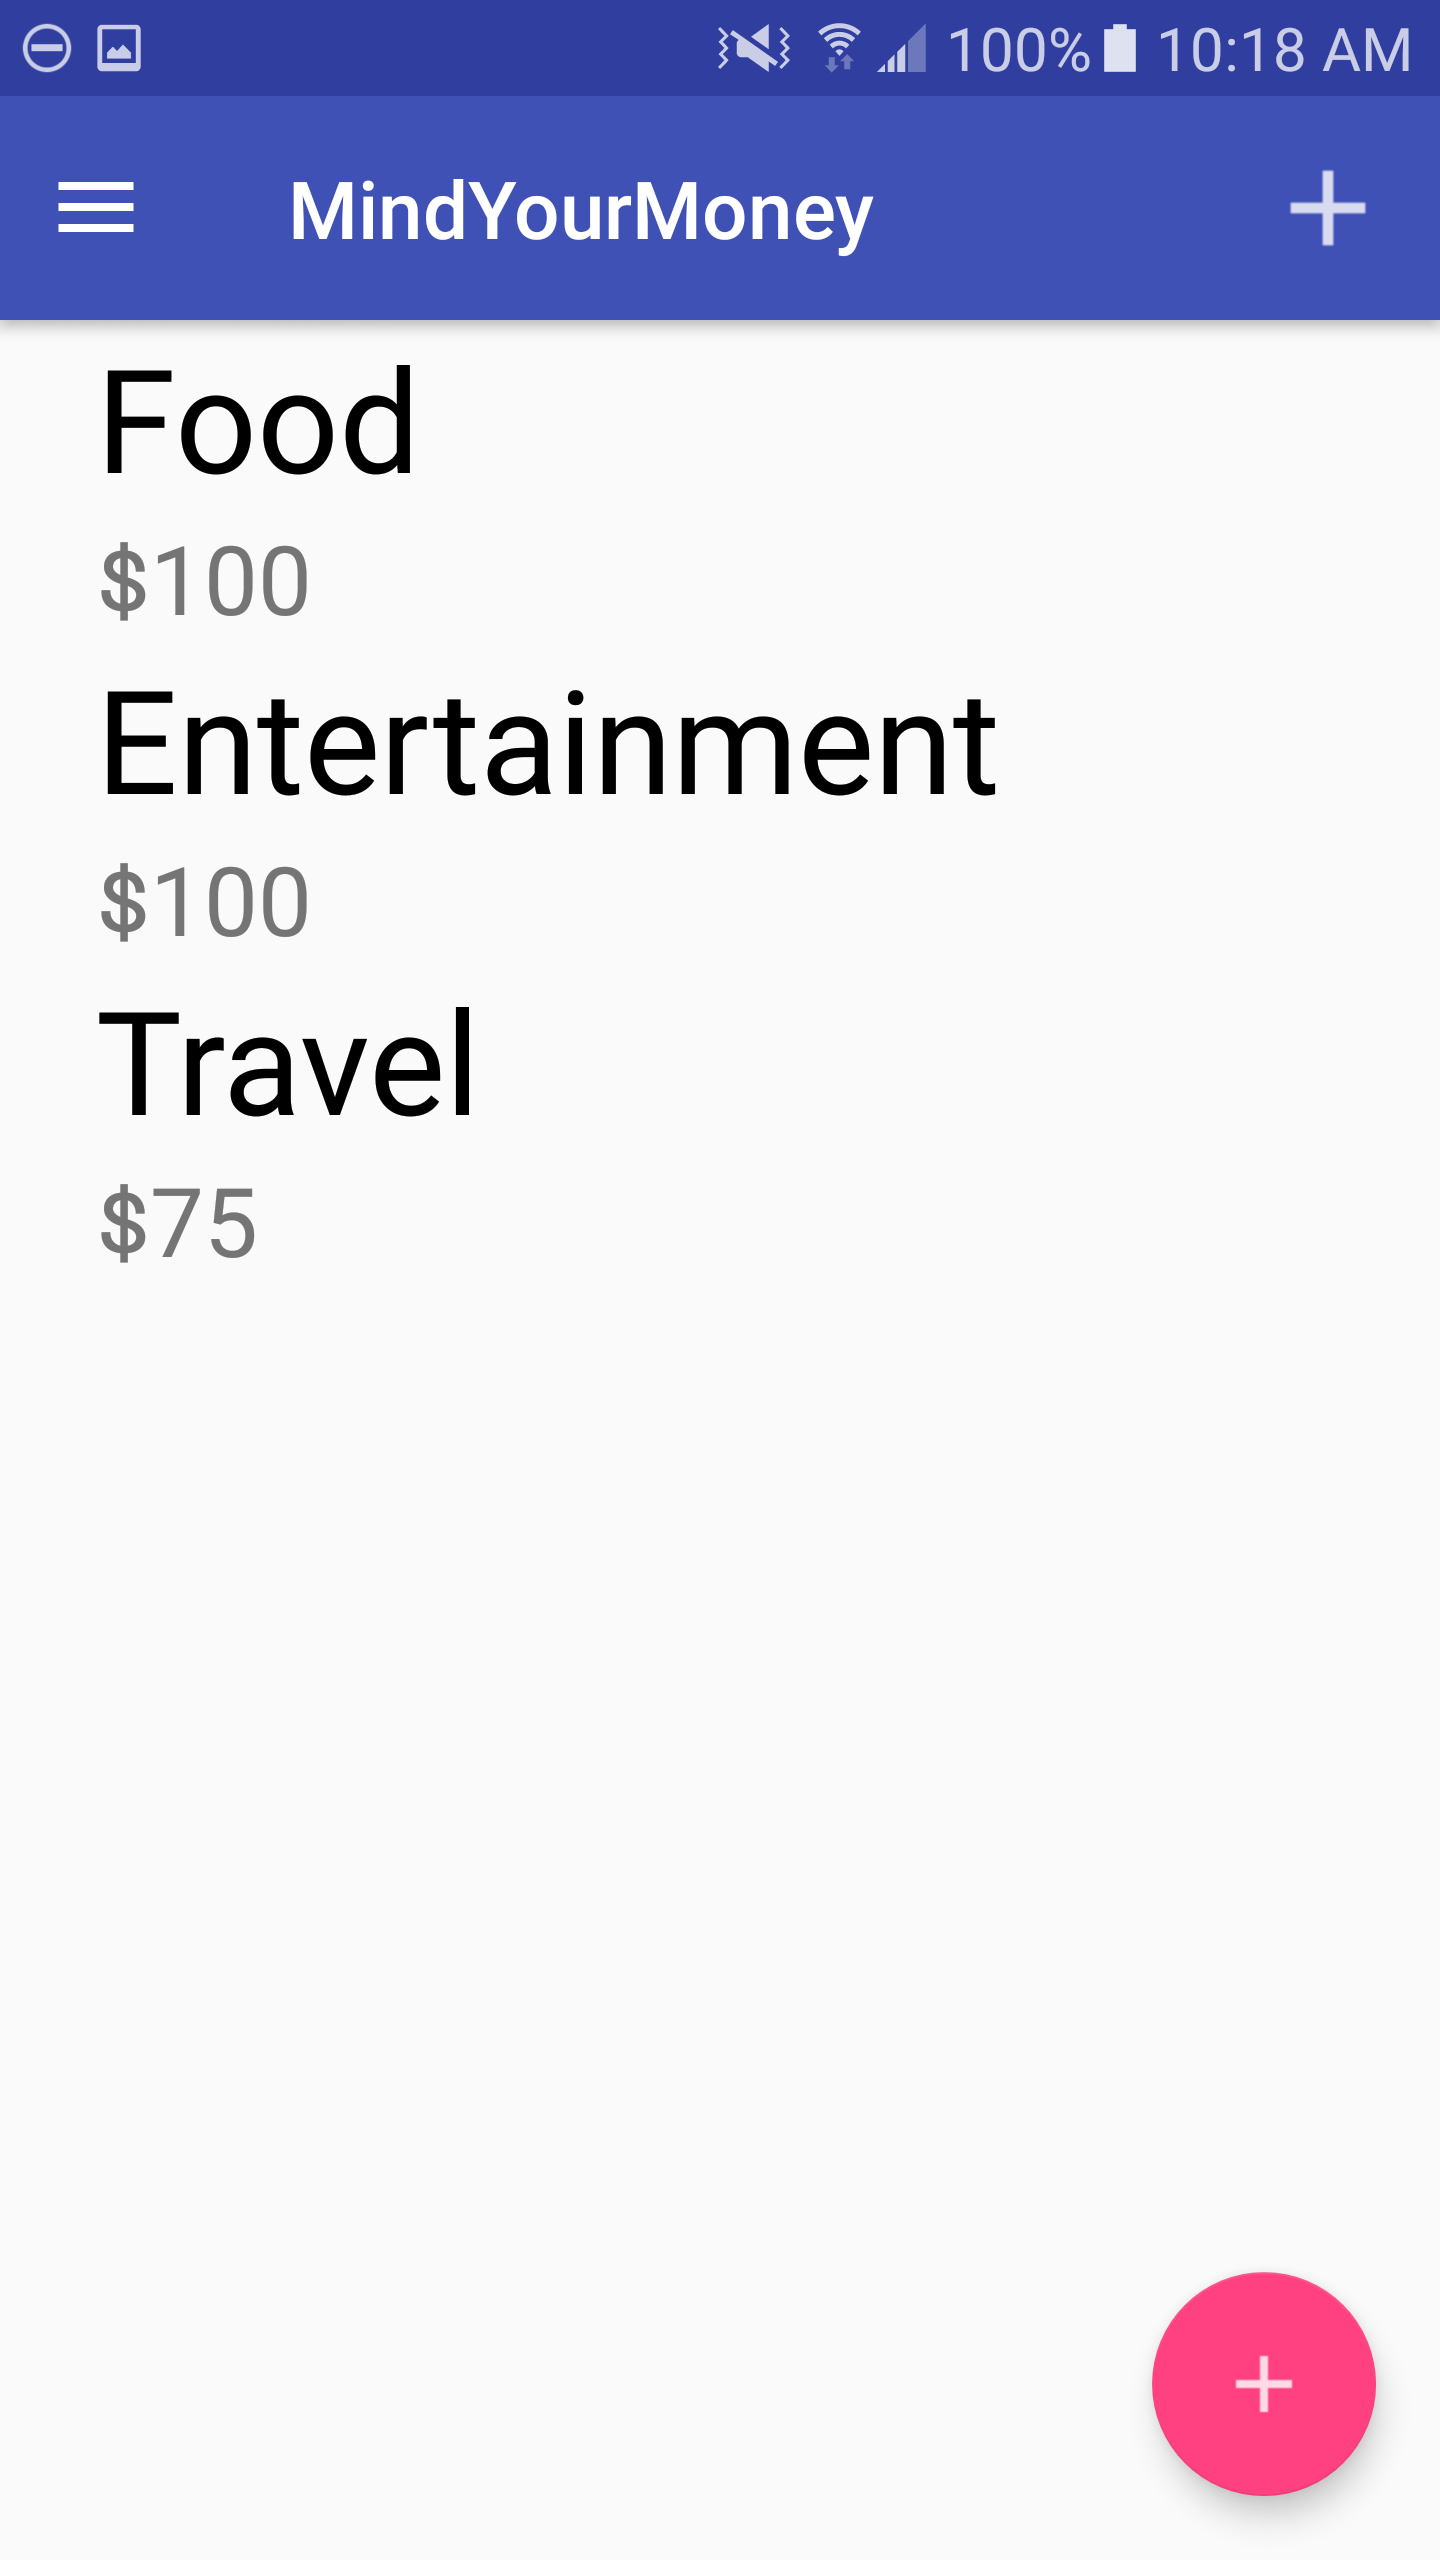 100% 10:18 AM
MindYourMoney
Food
$100
Entertainment
$100
Travel
$75